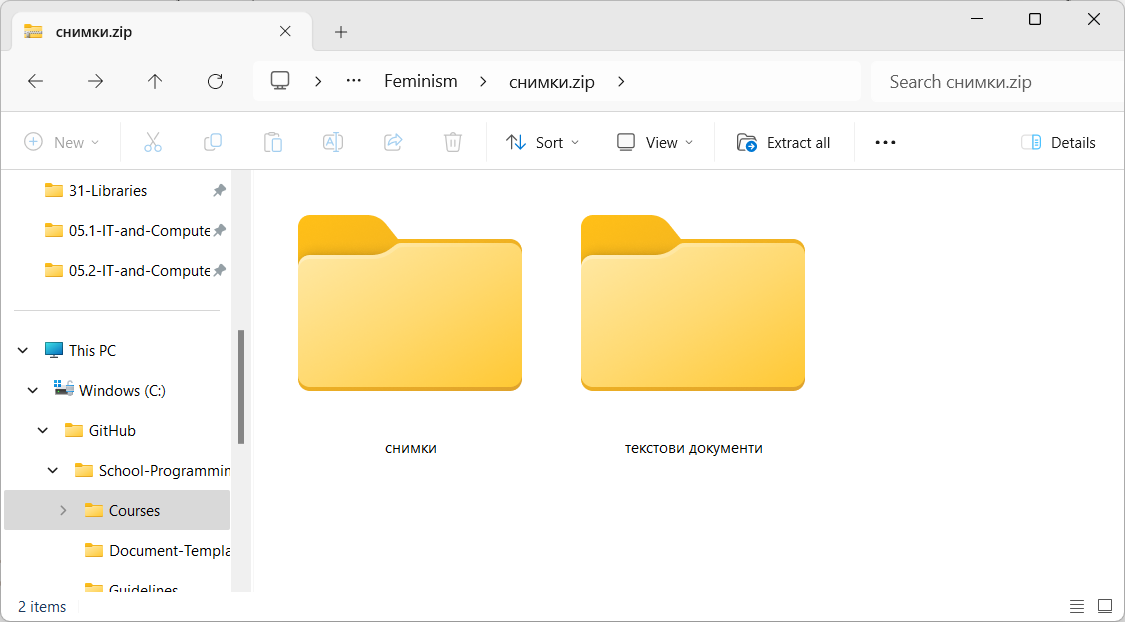 снимки.zip
Feminism
снимки.zip
Search снимки.zip
New
Sort
View
Extract all
Details
31-Libraries
05.1-IT-and-Compute
05.2-IT-and-Compute
This PC
Windows (C:)
GitHub
School-Programmin
Courses
Document-Templa
Guidelines
снимки
текстови документи
2 items